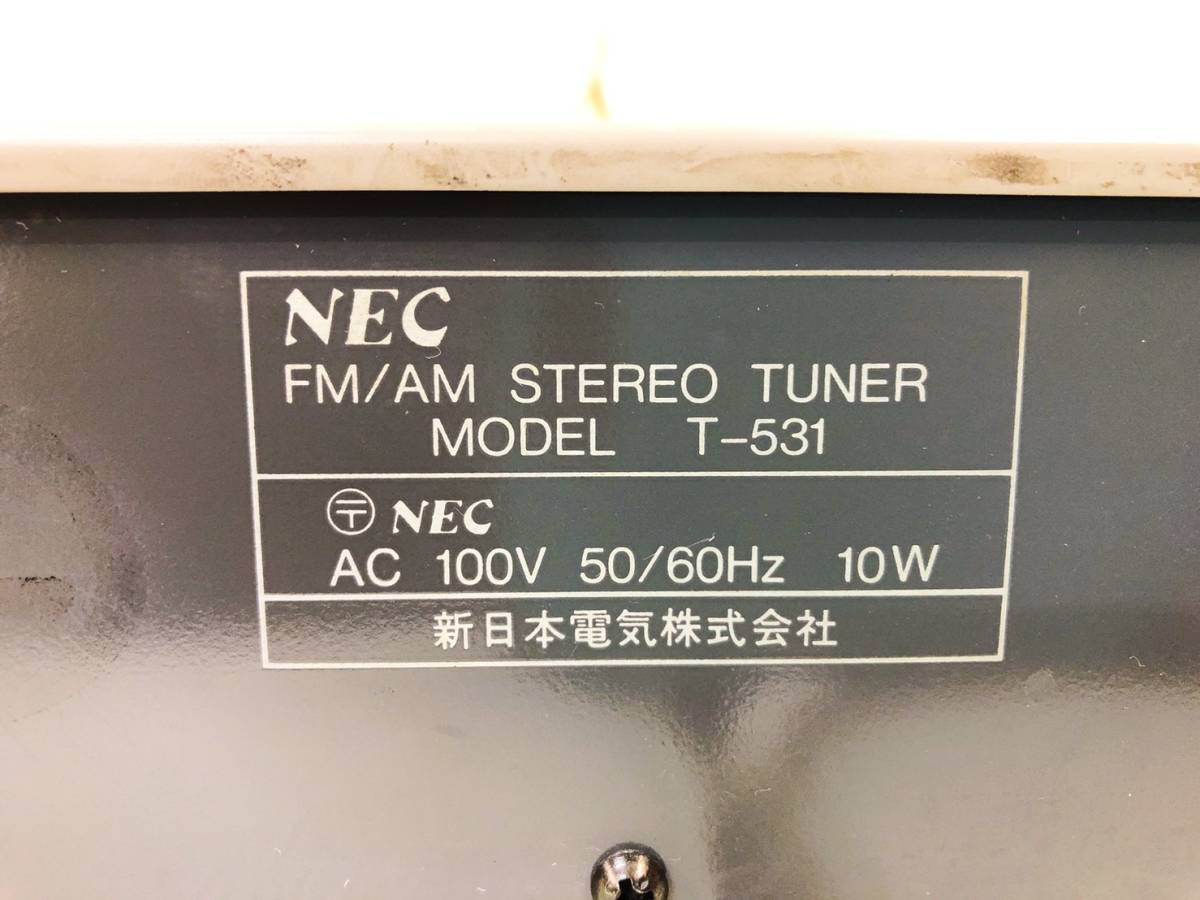 NEC
FM/AM STEREO TUNER
MODEL T-531
〒 NEC
AC 100V 50/60Hz 10W
新日本電気株式会社